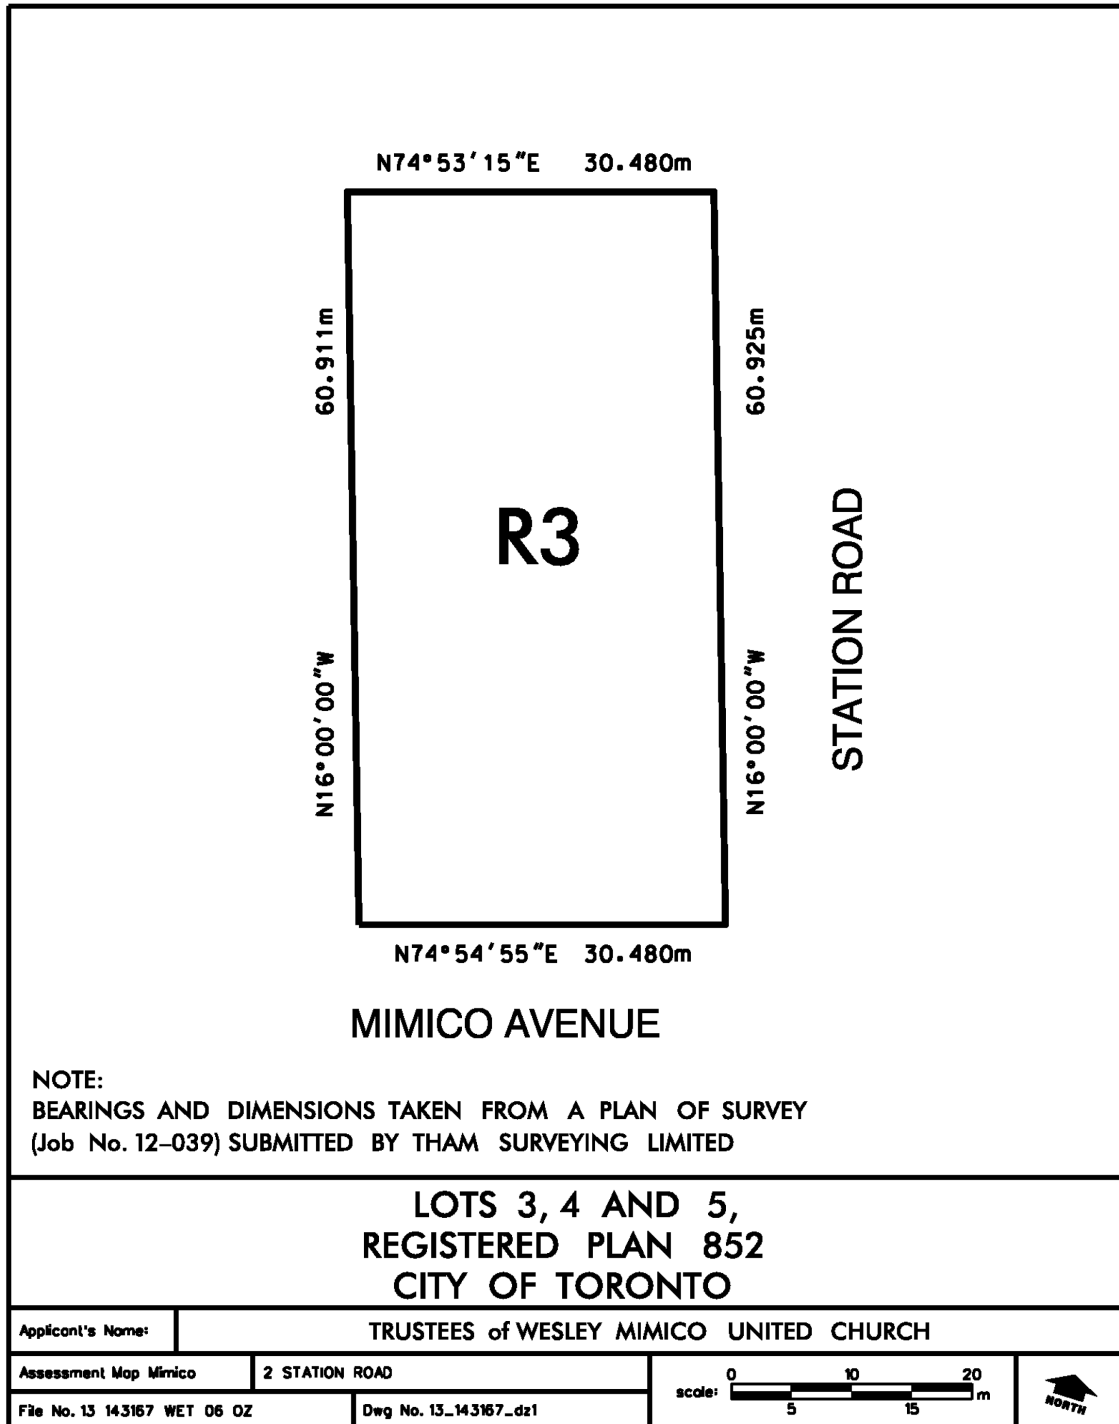 N74°53'15"E 30.480m
60.911m
60.925m
R3
STATION ROAD
N16°00'00"W
N16°00'00"W
N74°54'55"E 30.480m
MIMICO AVENUE
NOTE:
BEARINGS AND DIMENSIONS TAKEN FROM A PLAN OF SURVEY
(Job No. 12–039) SUBMITTED BY THAM SURVEYING LIMITED
LOTS 3, 4 AND 5,
REGISTERED PLAN 852
CITY OF TORONTO
Applicant's Name:
TRUSTEES of WESLEY MIMICO UNITED CHURCH
Assessment Map Mimico
2 STATION ROAD
File No. 13 143167 WET 06 OZ
Dwg No. 13_143167_dz1
scale:
0 10 20
m
5 15
NORTH